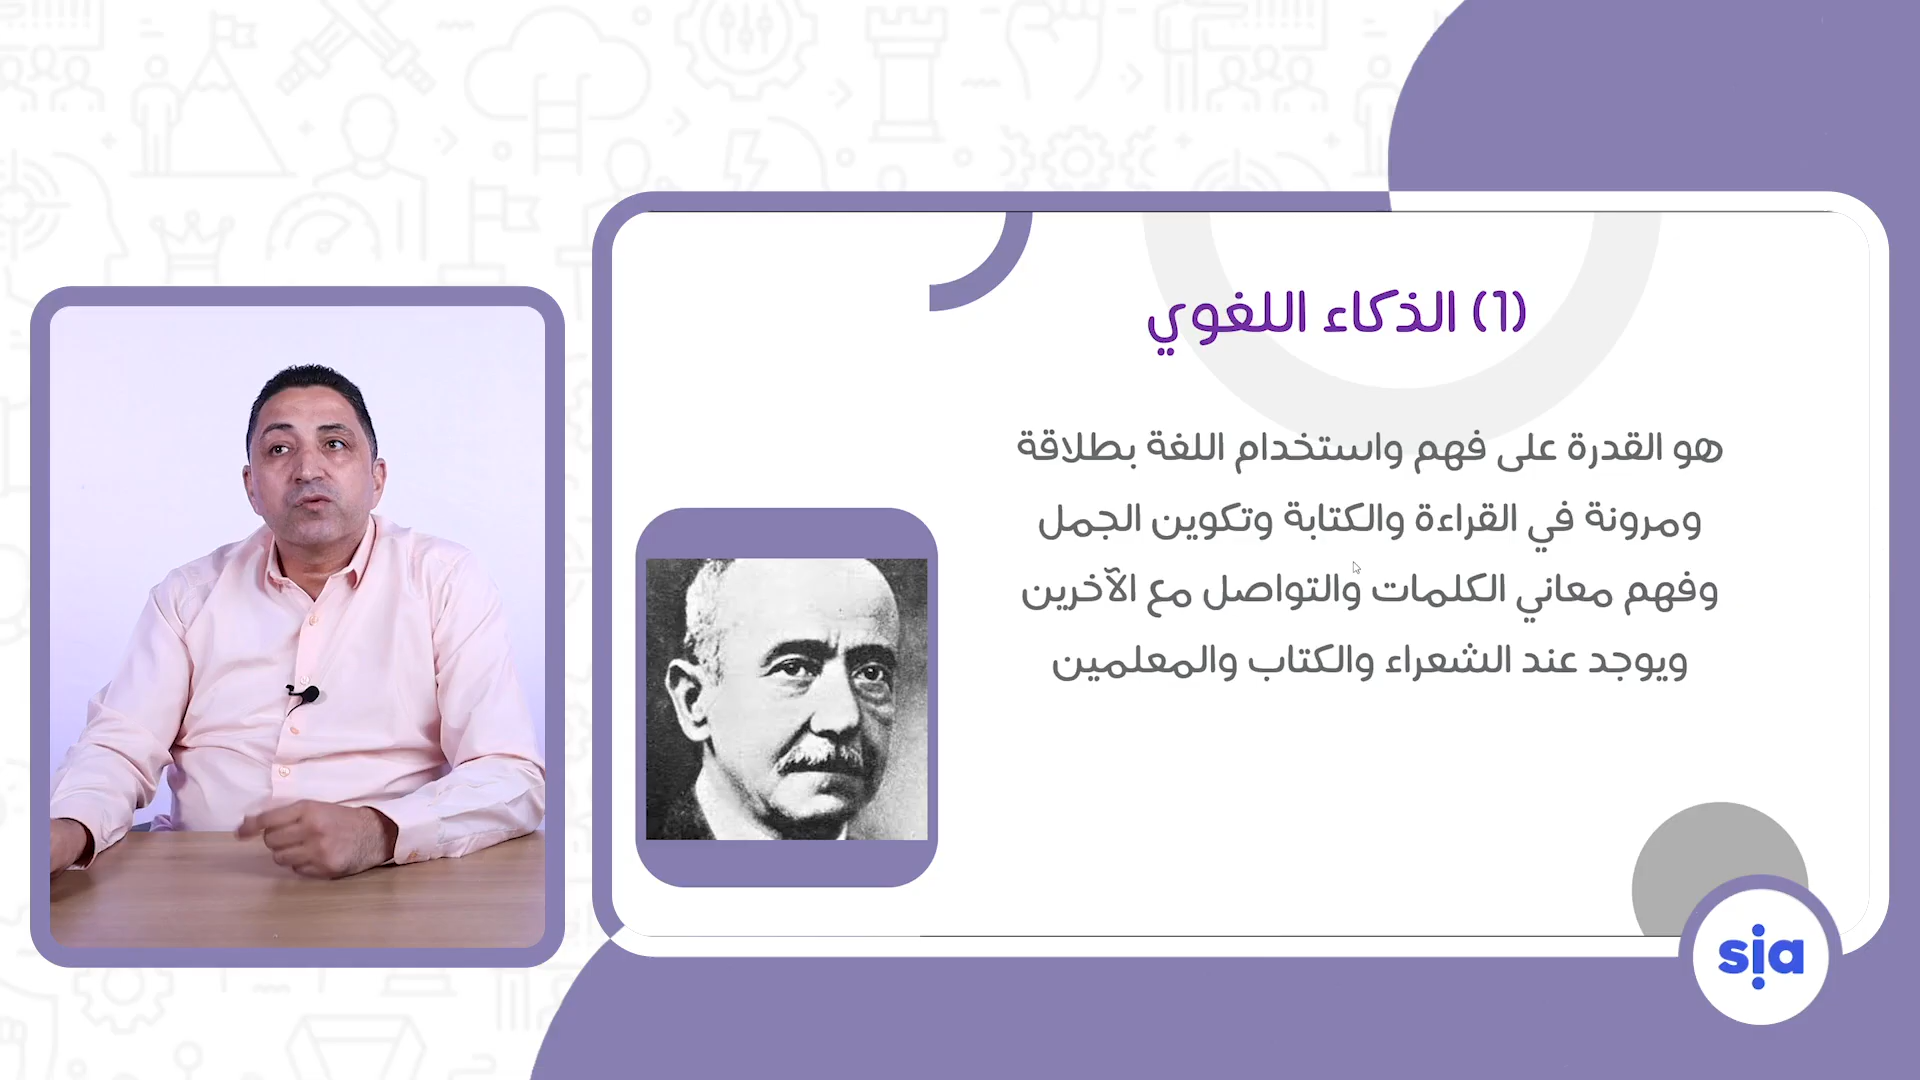 (1) الذكاء اللغوي
هو القدرة على فهم واستخدام اللغة بطلاقة
ومرونة في القراءة والكتابة وتكوين الجمل
وفهم معاني الكلمات والتواصل مع الآخرين
ويوجد عند الشعراء والكتاب والمعلمين
sia